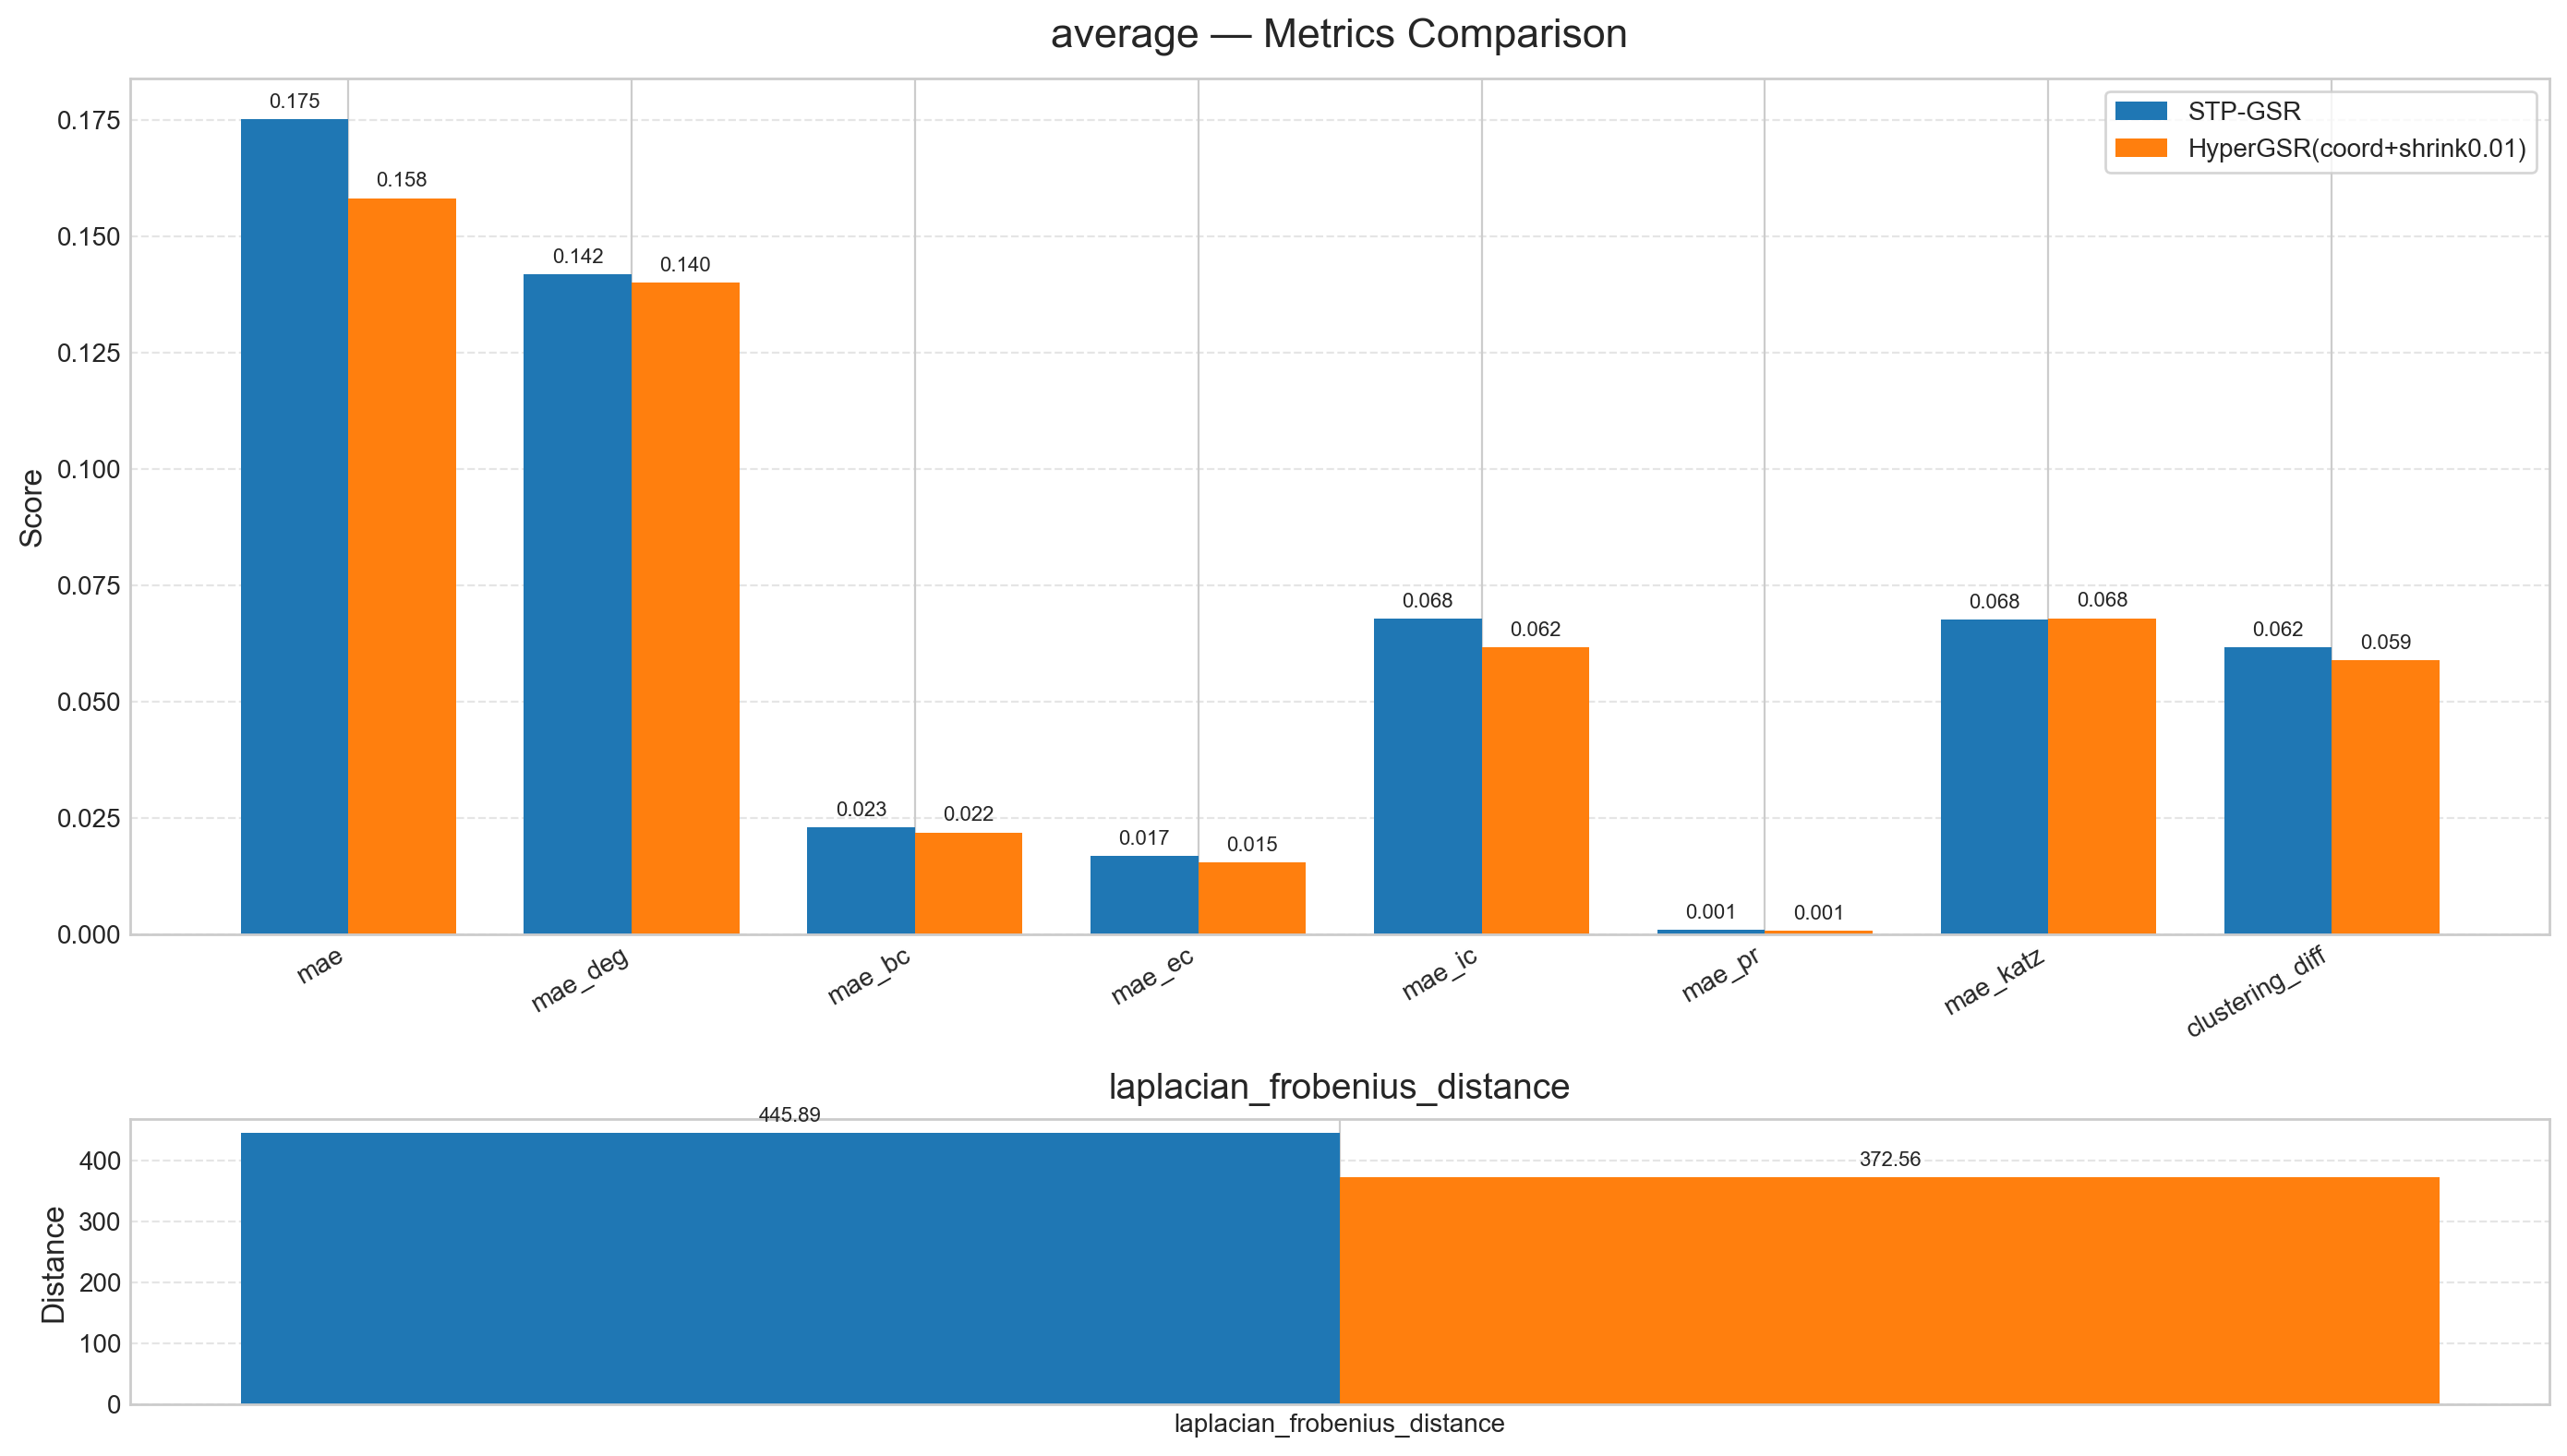 average — Metrics Comparison
STP-GSR
HyperGSR(coord+shrink0.01)
Score
0.175
0.150
0.125
0.100
0.075
0.050
0.025
0.000
0.175
0.158
0.142
0.140
0.023
0.022
0.017
0.015
0.068
0.062
0.001
0.001
0.068
0.068
0.062
0.059
mae
mae_deg
mae_bc
mae_ec
mae_ic
mae_pr
mae_katz
clustering_diff
laplacian_frobenius_distance
Distance
400
300
200
100
0
445.89
372.56
laplacian_frobenius_distance